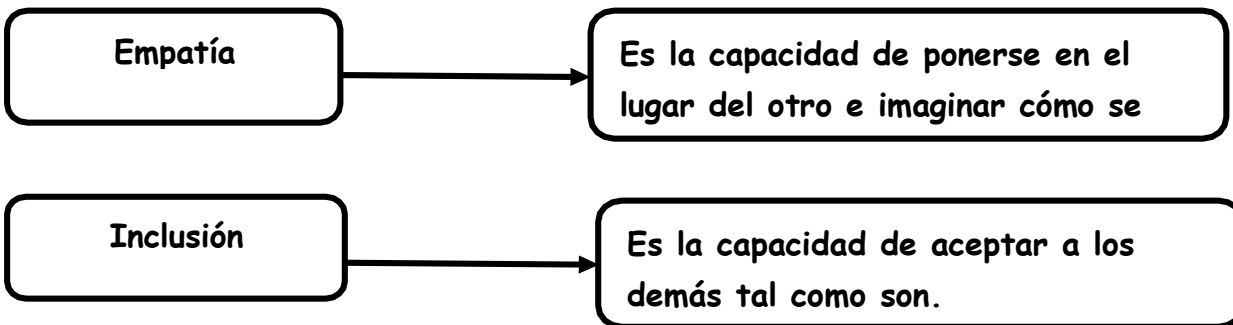 Empatía
Es la capacidad de ponerse en el
lugar del otro e imaginar cómo se
Inclusión
Es la capacidad de aceptar a los
demás tal como son.